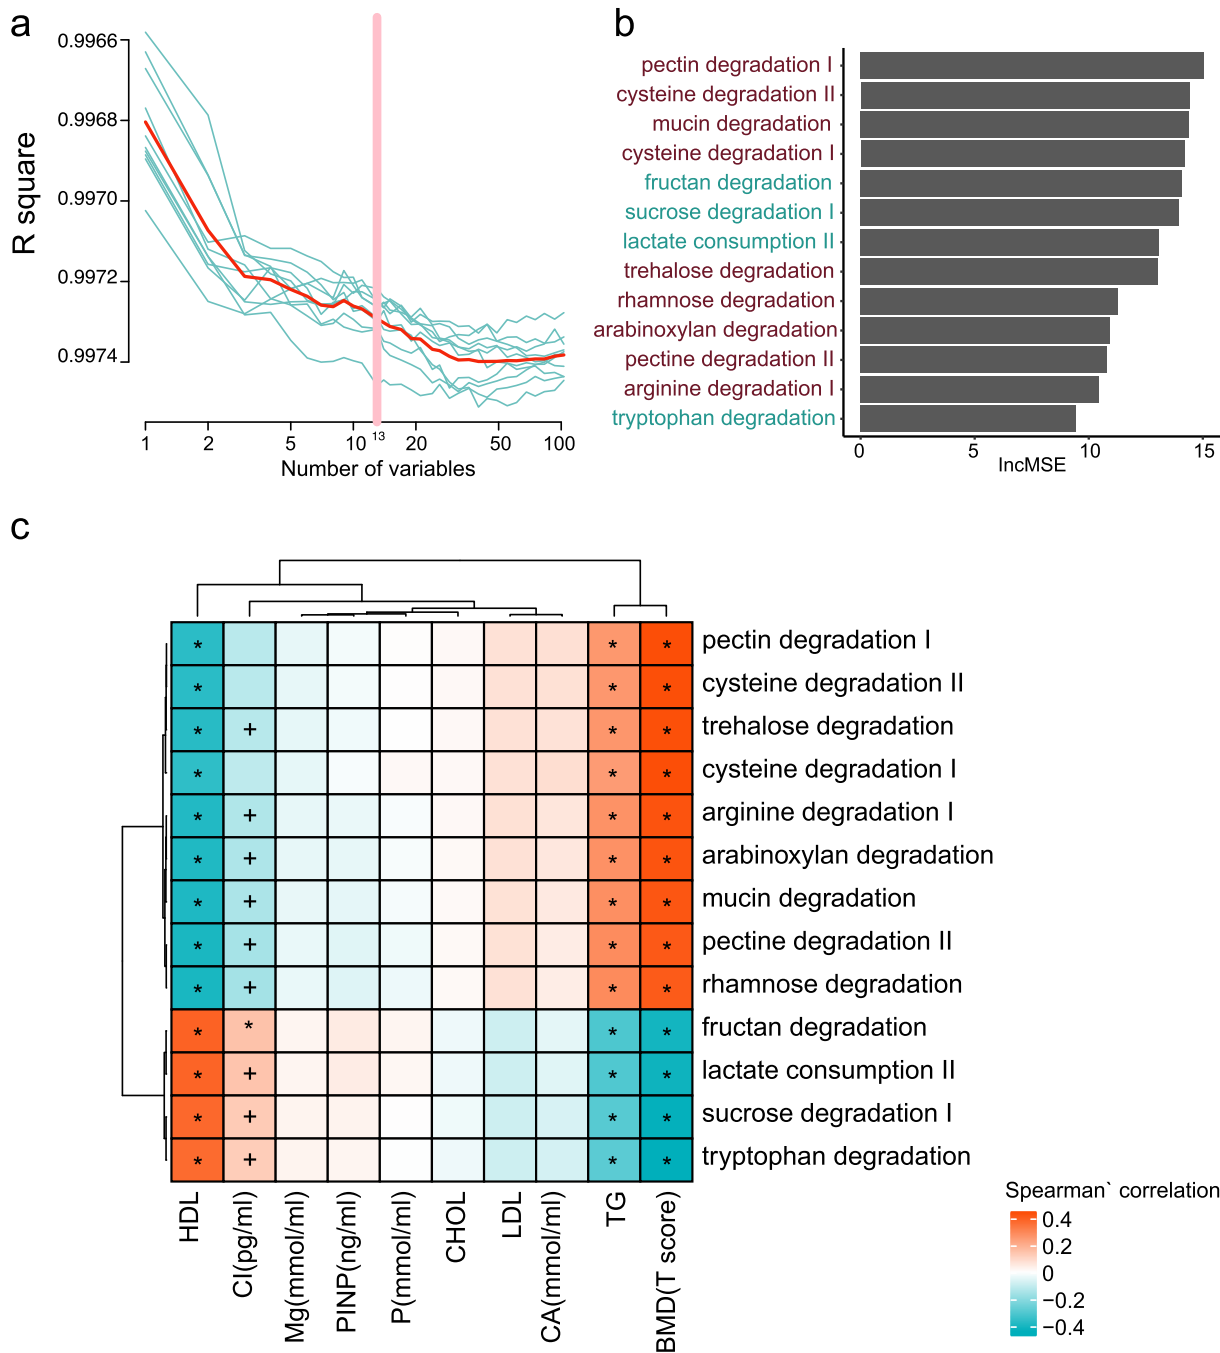 a
0.9966
0.9968
0.9970
0.9972
0.9974
R square
1 2 5 10 13 20 50 100
Number of variables
b
pectin degradation I
cysteine degradation II
mucin degradation
cysteine degradation I
fructan degradation
sucrose degradation I
lactate consumption II
trehalose degradation
rhamnose degradation
arabinoxylan degradation
pectine degradation II
arginine degradation I
tryptophan degradation
0 5 10 15
IncMSE
c
* * * pectin degradation I
* * * cysteine degradation II
* + * * trehalose degradation
* * * cysteine degradation I
* + * * arginine degradation I
* + * * arabinoxylan degradation
* + * * mucin degradation
* + * * pectine degradation II
* + * * rhamnose degradation
* * * * fructan degradation
* + * * lactate consumption II
* + * * sucrose degradation I
* + * * tryptophan degradation
HDL
CI(pg/ml)
Mg(mmol/ml)
PINP(ng/ml)
P(mmol/ml)
CHOL
LDL
CA(mmol/ml)
TG
BMD(T score)
Spearman` correlation
0.4
0.2
0
−0.2
−0.4